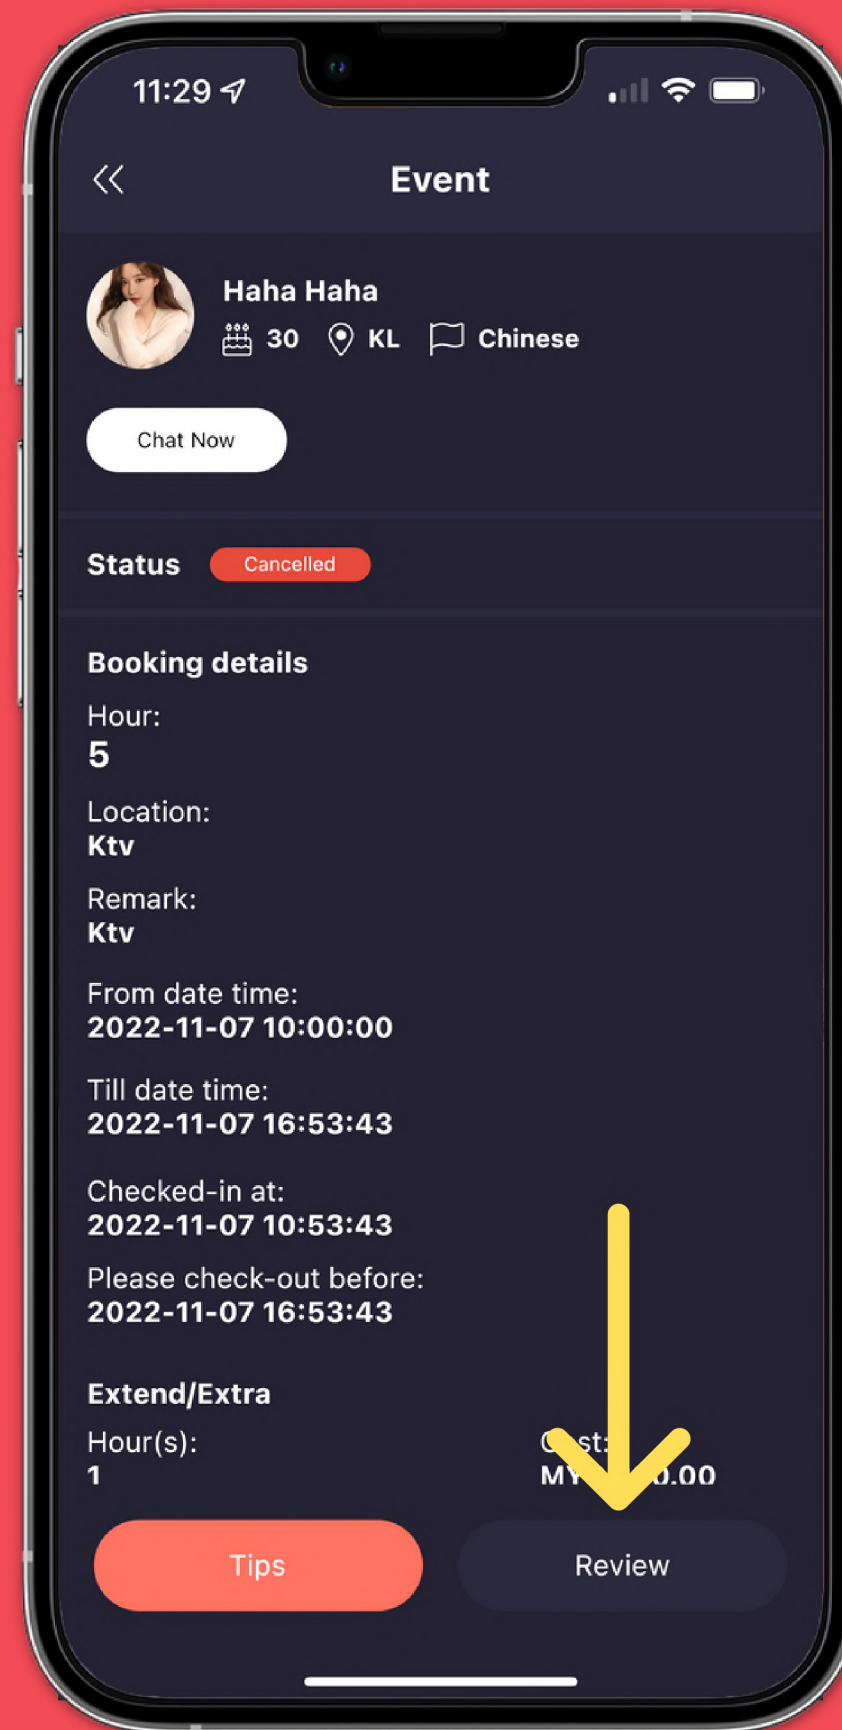 11:29
Event
Haha Haha
30 KL Chinese
Chat Now
Status Cancelled
Booking details
Hour:
5
Location:
Ktv
Remark:
Ktv
From date time:
2022-11-07 10:00:00
Till date time:
2022-11-07 16:53:43
Checked-in at:
2022-11-07 10:53:43
Please check-out before:
2022-11-07 16:53:43
Extend/Extra
Hour(s):
1
Tips Review